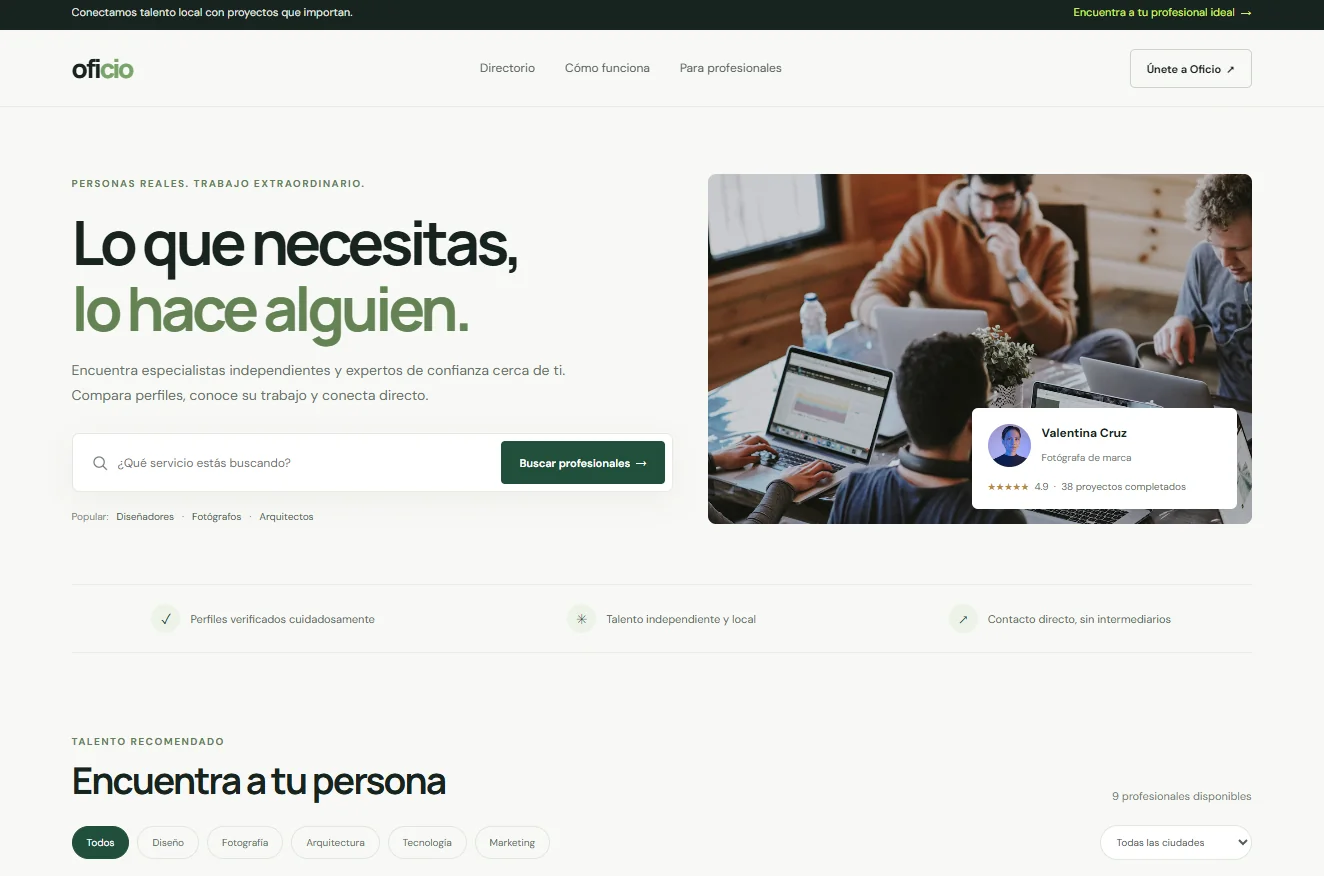 Conectamos talento local con proyectos que importan.
Encuentra a tu profesional ideal →
oficio
Directorio
Cómo funciona
Para profesionales
Únete a Oficio ↗
PERSONAS REALES. TRABAJO EXTRAORDINARIO.
Lo que necesitas,
lo hace alguien.
Encuentra especialistas independientes y expertos de confianza cerca de ti.
Compara perfiles, conoce su trabajo y conecta directo.
¿Qué servicio estás buscando?
Buscar profesionales →
Popular: Diseñadores · Fotógrafos · Arquitectos
Valentina Cruz
Fotógrafa de marca
★★★★★ 4.9 · 38 proyectos completados
✓ Perfiles verificados cuidadosamente
✳ Talento independiente y local
↗ Contacto directo, sin intermediarios
TALENTO RECOMENDADO
Encuentra a tu persona
9 profesionales disponibles
Todos
Diseño
Fotografía
Arquitectura
Tecnología
Marketing
Todas las ciudades